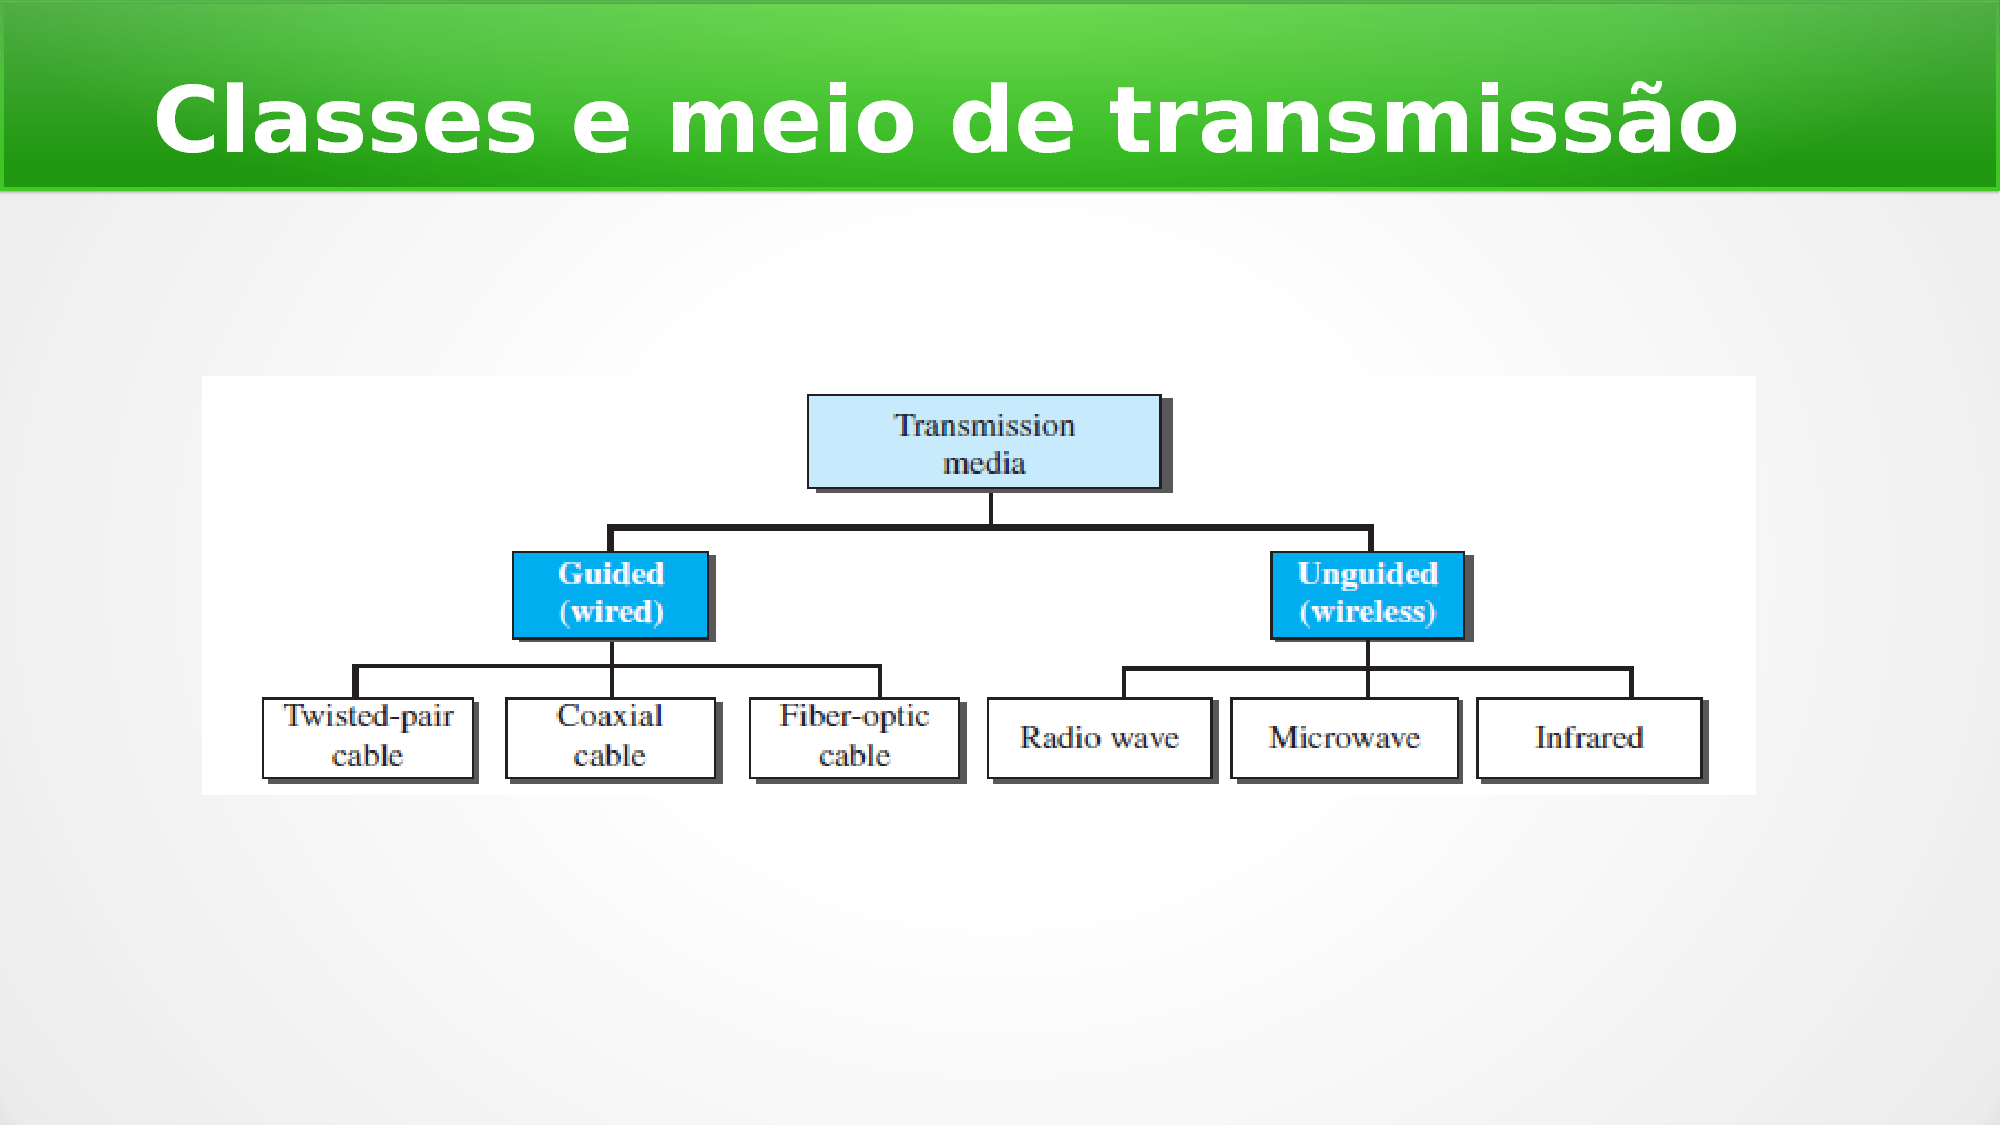 Classes e meio de transmissão
Transmission
media
Guided
(wired)
Unguided
(wireless)
Twisted-pair
cable
Coaxial
cable
Fiber-optic
cable
Radio wave
Microwave
Infrared